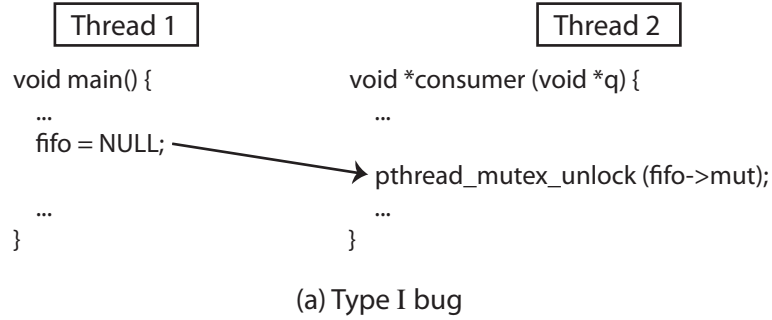 Thread 1
Thread 2
void main() {
void *consumer (void *q) {
...
...
fifo = NULL;
pthread_mutex_unlock (fifo->mut);
...
...
}
}
(a) Type I bug